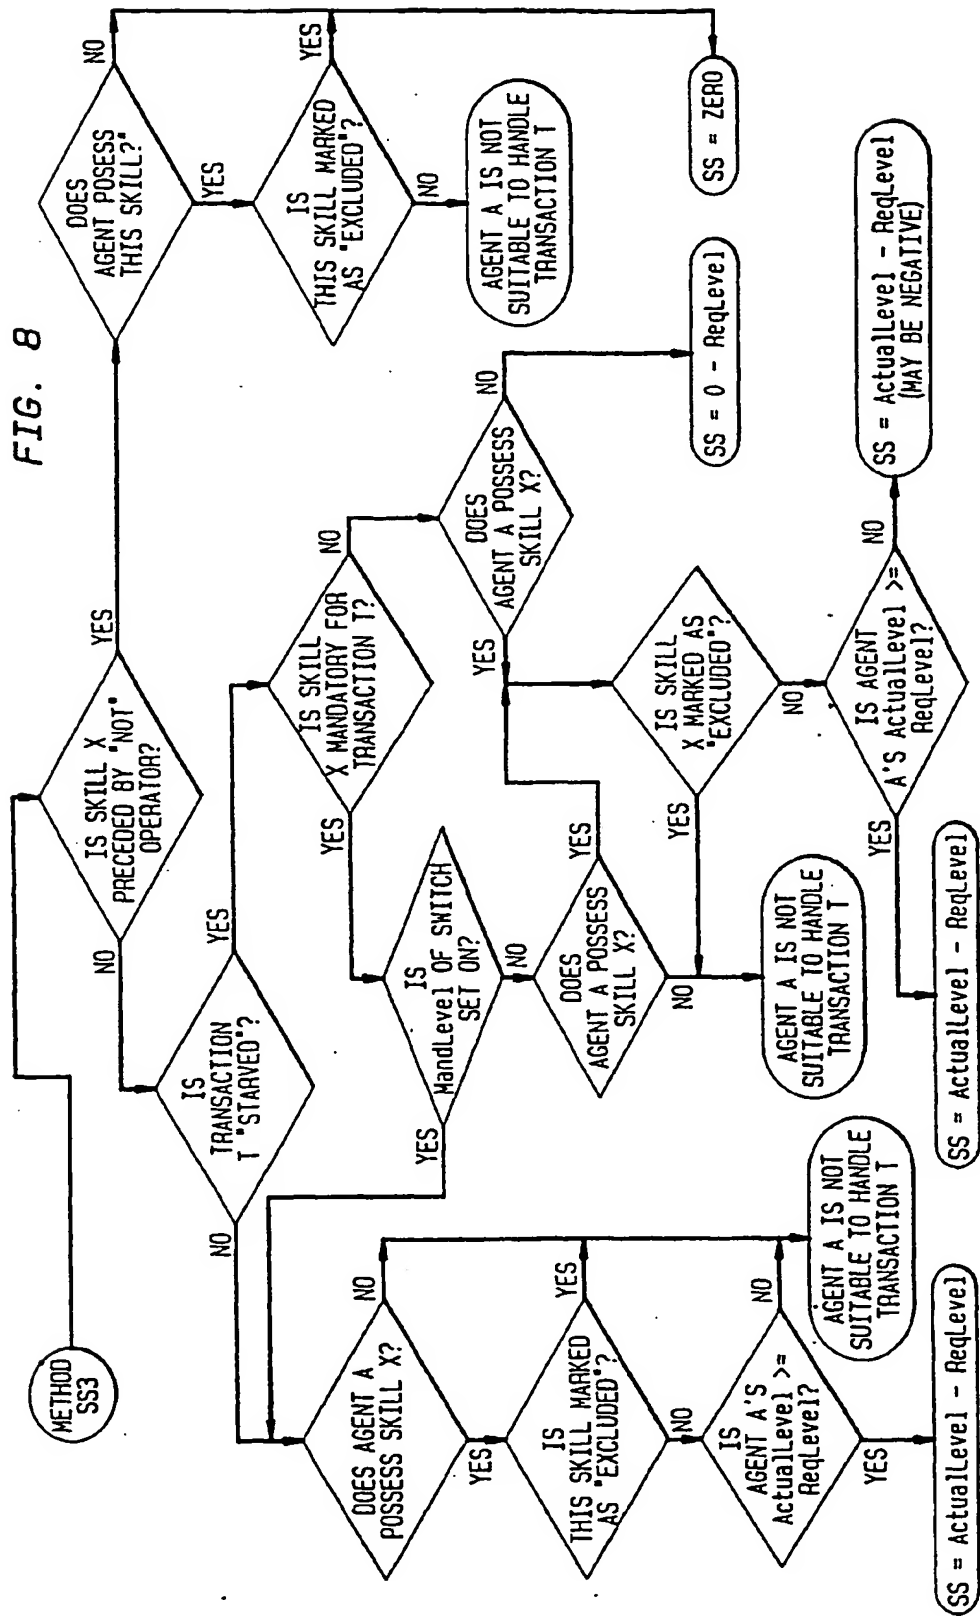 FIG. 8
METHOD
SS3
IS SKILL X
PRECEDED BY "NOT"
OPERATOR?
YES
NO
DOES
AGENT POSESS
THIS SKILL?"
NO
YES
IS
THIS SKILL MARKED
AS "EXCLUDED"?
YES
NO
AGENT A IS NOT
SUITABLE TO HANDLE
TRANSACTION T
SS = ZERO
IS
TRANSACTION
T "STARVED"?
YES
NO
IS SKILL
X MANDATORY FOR
TRANSACTION T?
NO
YES
DOES
AGENT A POSSESS
SKILL X?
NO
YES
SS = 0 - ReqLevel
IS
MandLevel OF SWITCH
SET ON?
YES
NO
DOES
AGENT A POSSESS
SKILL X?
YES
NO
IS SKILL
X MARKED AS
"EXCLUDED"?
YES
NO
AGENT A IS NOT
SUITABLE TO HANDLE
TRANSACTION T
IS AGENT
A'S ActualLevel >=
ReqLevel?
NO
YES
SS = ActualLevel - ReqLevel
(MAY BE NEGATIVE)
SS = ActualLevel - ReqLevel
DOES AGENT A
POSSESS SKILL X?
NO
YES
IS
THIS SKILL MARKED
AS "EXCLUDED"?
YES
NO
IS
AGENT A'S
ActualLevel >=
ReqLevel?
NO
YES
AGENT A IS NOT
SUITABLE TO HANDLE
TRANSACTION T
SS = ActualLevel - ReqLevel